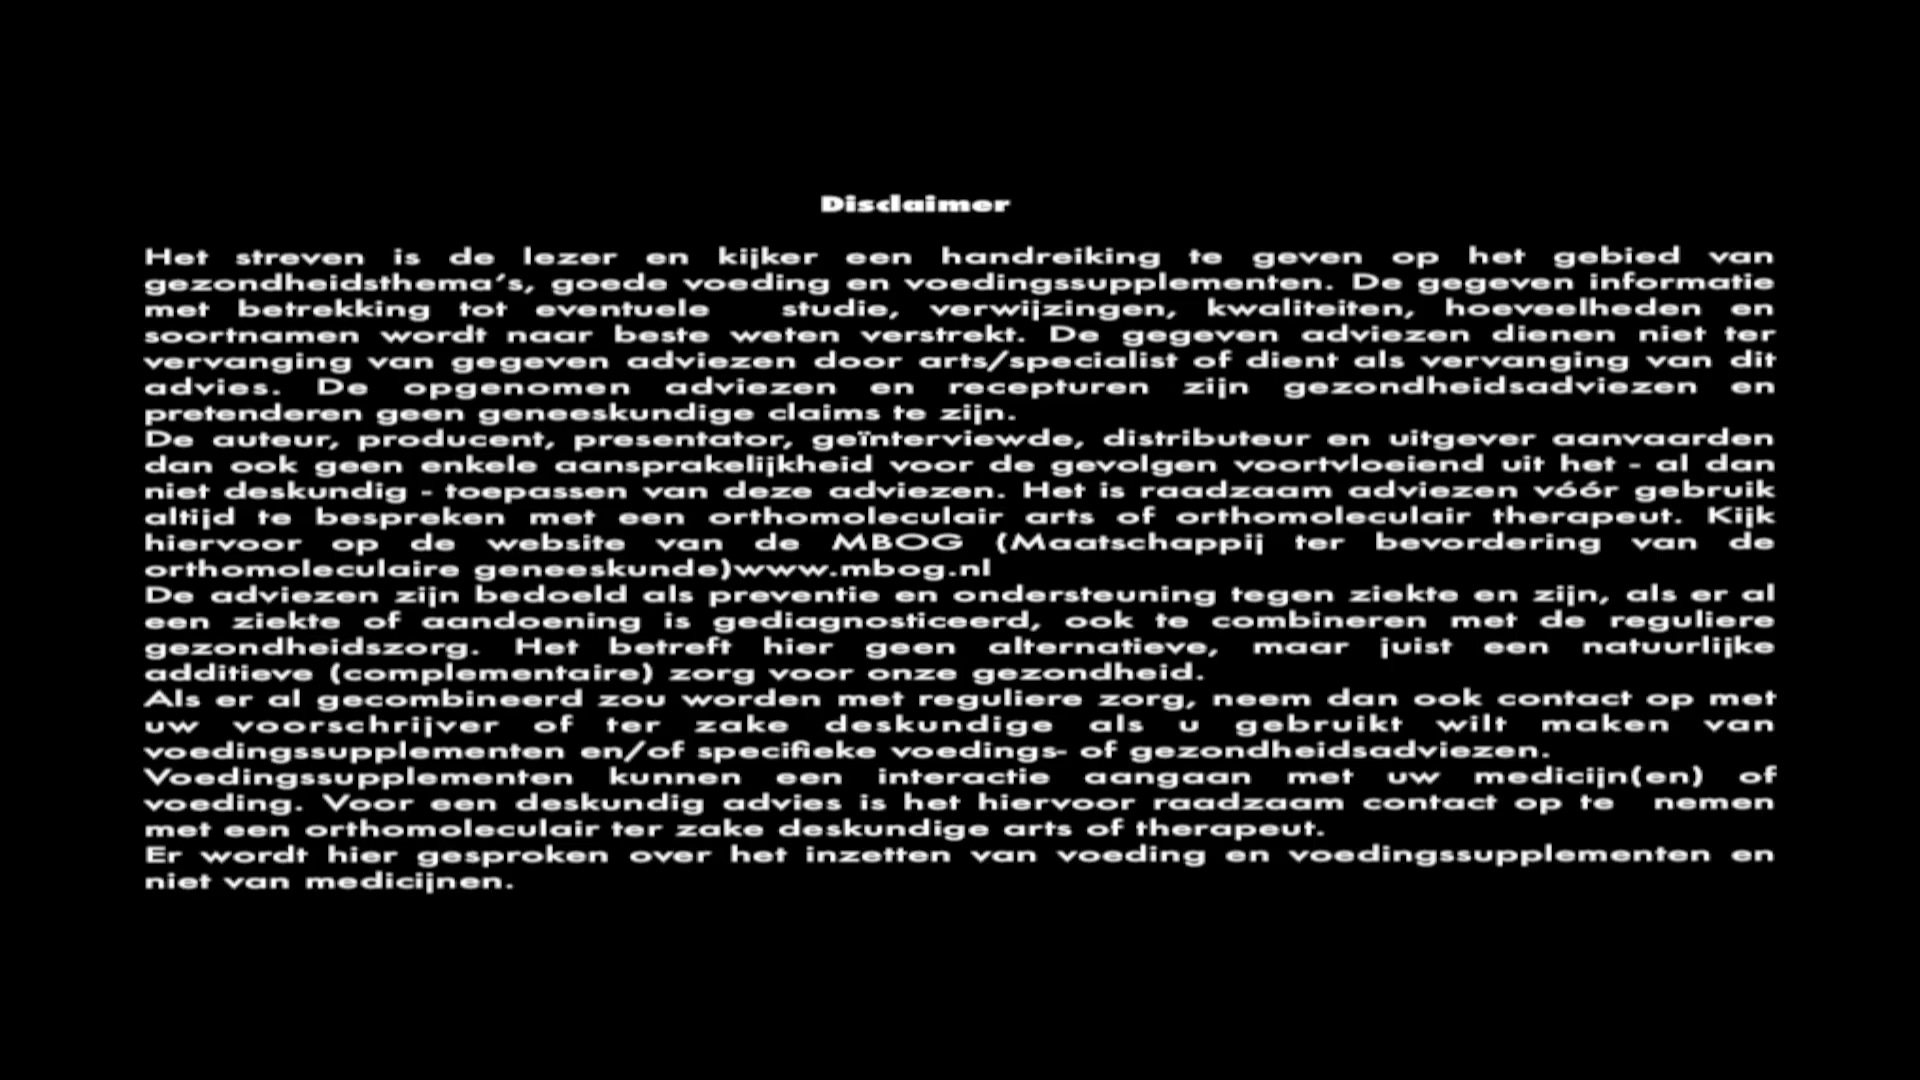 Disclaimer
Het streven is de lezer en kijker een handreiking te geven op het gebied van
gezondheidsthema's, goede voeding en voedingssupplementen. De gegeven informatie
met betrekking tot eventuele studie, verwijzingen, kwaliteiten, hoeveelheden en
soortnamen wordt naar beste weten verstrekt. De gegeven adviezen dienen niet ter
vervanging van gegeven adviezen door arts/specialist of dient als vervanging van dit
advies. De opgenomen adviezen en recepturen zijn gezondheidsadviezen en
pretenderen geen geneeskundige claims te zijn.
De auteur, producent, presentator, geïnterviewde, distributeur en uitgever aanvaarden
dan ook geen enkele aansprakelijkheid voor de gevolgen voortvloeiend uit het - al dan
niet deskundig - toepassen van deze adviezen. Het is raadzaam adviezen vóór gebruik
altijd te bespreken met een orthomoleculair arts of orthomoleculair therapeut. Kijk
hiervoor op de website van de MBOG (Maatschappij ter bevordering van de
orthomoleculaire geneeskunde)www.mbog.nl
De adviezen zijn bedoeld als preventie en ondersteuning tegen ziekte en zijn, als er al
een ziekte of aandoening is gediagnosticeerd, ook te combineren met de reguliere
gezondheidszorg. Het betreft hier geen alternatieve, maar juist een natuurlijke
additieve (complementaire) zorg voor onze gezondheid.
Als er al gecombineerd zou worden met reguliere zorg, neem dan ook contact op met
uw voorschrijver of ter zake deskundige als u gebruikt wilt maken van
voedingssupplementen en/of specifieke voedings- of gezondheidsadviezen.
Voedingssupplementen kunnen een interactie aangaan met uw medicijn(en) of
voeding. Voor een deskundig advies is het hiervoor raadzaam contact op te nemen
met een orthomoleculair ter zake deskundige arts of therapeut.
Er wordt hier gesproken over het inzetten van voeding en voedingssupplementen en
niet van medicijnen.